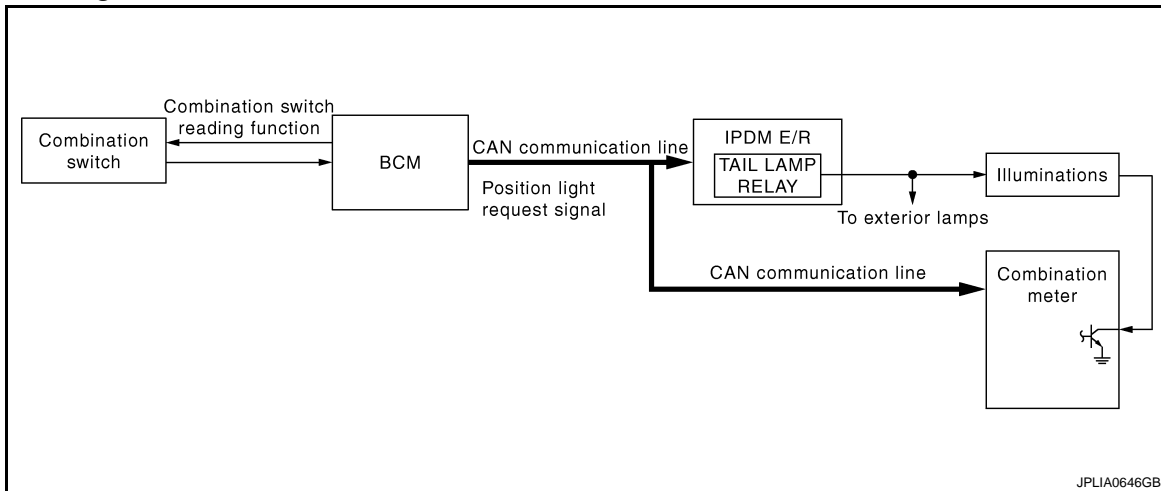 Combination switch
reading function
Combination
switch
BCM
CAN communication line
Position light
request signal
IPDM E/R
TAIL LAMP
RELAY
To exterior lamps
Illuminations
CAN communication line
Combination
meter
JPLIA0646GB